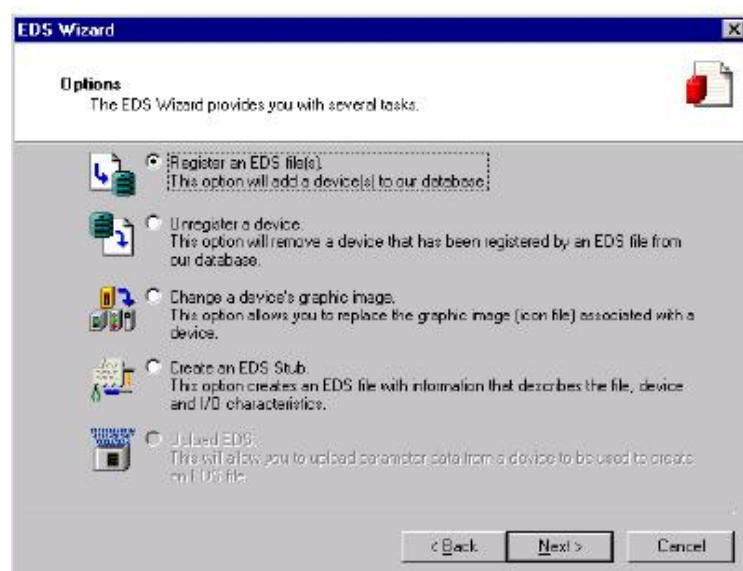 EDS Wizard
Options
The EDS Wizard provides you with several tasks.
Register an EDS file(s).
This option will add a device(s) to our database.
Unregister a device.
This option will remove a device that has been registered by an EDS file from
our database.
Change a device's graphic image.
This option allows you to replace the graphic image (icon file) associated with a
device.
Create an EDS Stub.
This option creates an EDS file with information that describes the file, device
and I/O characteristics.
Upload EDS.
This will allow you to upload parameter data from a device to be used to create
an EDS file.
< Back
Next >
Cancel